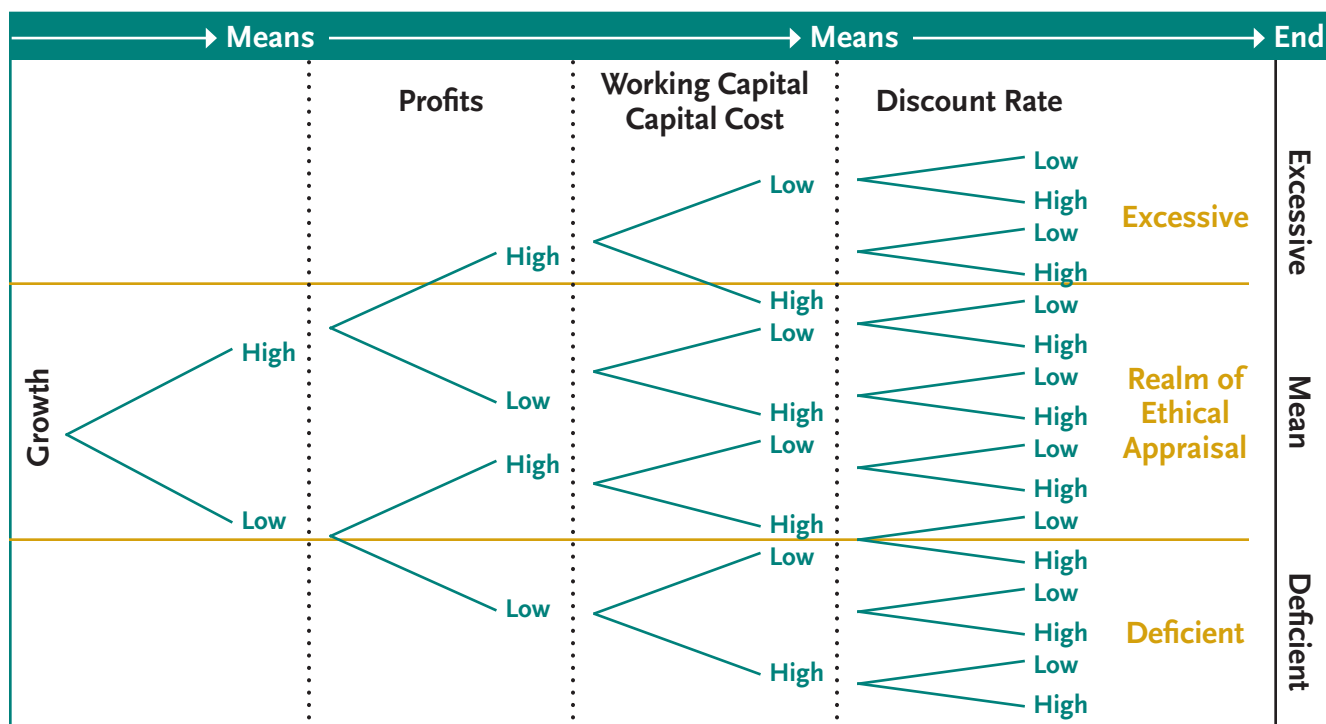 Means
Means
End
Profits
Working Capital
Capital Cost
Discount Rate
Growth
High
Low
High
Low
High
Low
Low
High
Low
High
Low
High
Low
High
Low
High
Low
High
Low
High
Low
High
Low
High
Low
High
Low
High
Low
High
Excessive
Realm of
Ethical
Appraisal
Deficient
Excessive
Mean
Deficient